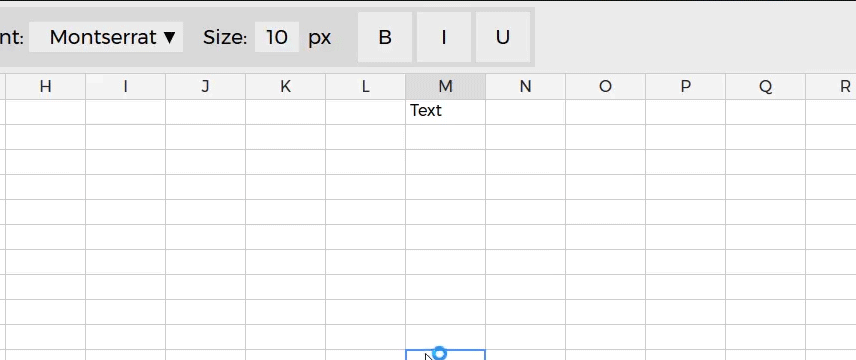 nt: Montserrat ▼ Size: 10 px B I U
H I J K L M N O P Q R
Text